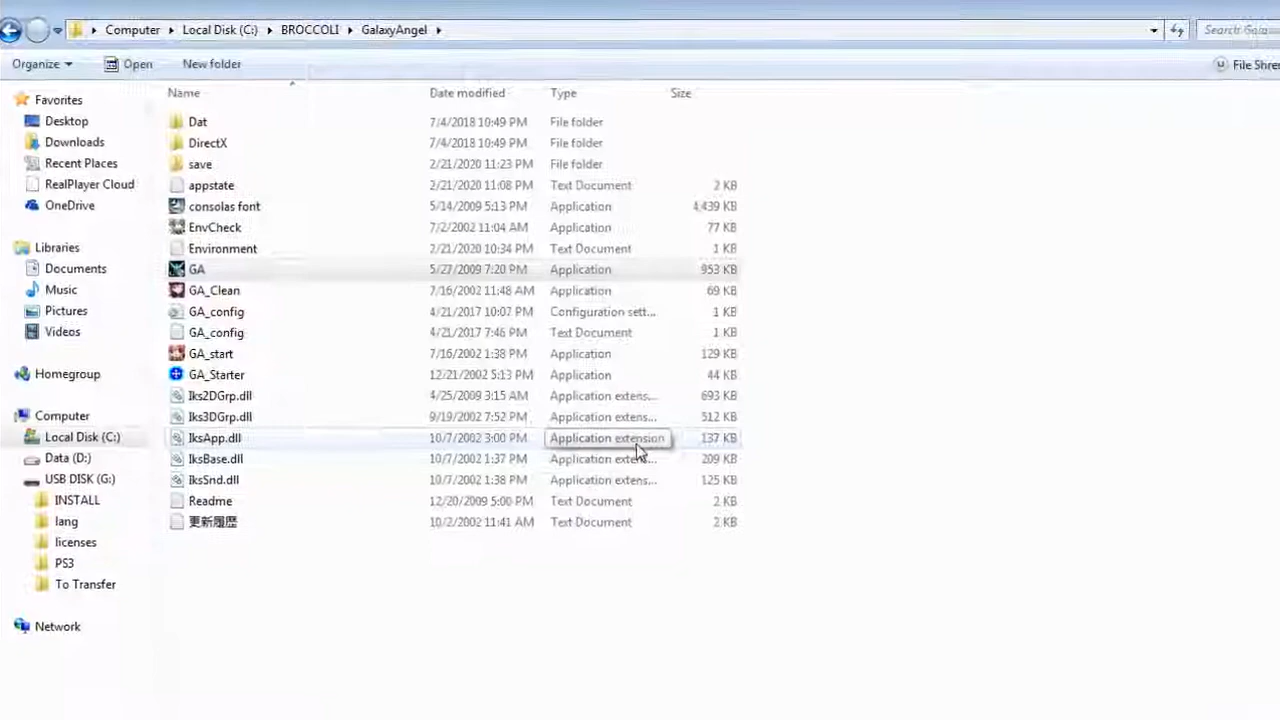 Computer Local Disk (C:) BROCCOLI GalaxyAngel Search Gala
Organize Open New folder File Shre
Name Date modified Type Size
Favorites
Desktop
Downloads
Recent Places
RealPlayer Cloud
OneDrive
Libraries
Documents
Music
Pictures
Videos
Homegroup
Computer
Local Disk (C:)
Data (D:)
USB DISK (G:)
INSTALL
lang
licenses
PS3
To Transfer
Network
Dat 7/4/2018 10:49 PM File folder
DirectX 7/4/2018 10:49 PM File folder
save 2/21/2020 11:23 PM File folder
appstate 2/21/2020 11:08 PM Text Document 2 KB
consolas font 5/14/2009 5:13 PM Application 4,439 KB
EnvCheck 7/2/2002 11:04 AM Application 77 KB
Environment 2/21/2020 10:34 PM Text Document 1 KB
GA 5/27/2009 7:20 PM Application 953 KB
GA_Clean 7/16/2002 11:48 AM Application 69 KB
GA_config 4/21/2017 10:07 PM Configuration sett... 1 KB
GA_config 4/21/2017 7:46 PM Text Document 1 KB
GA_start 7/16/2002 1:38 PM Application 129 KB
GA_Starter 12/21/2002 5:13 PM Application 44 KB
Iks2DGrp.dll 4/25/2009 3:15 AM Application extens... 693 KB
Iks3DGrp.dll 9/19/2002 7:52 PM Application extens... 512 KB
IksApp.dll 10/7/2002 3:00 PM Application extension 137 KB
IksBase.dll 10/7/2002 1:37 PM Application extens... 209 KB
IksSnd.dll 10/7/2002 1:38 PM Application extens... 125 KB
Readme 12/20/2009 5:00 PM Text Document 2 KB
更新履歴 10/2/2002 11:41 AM Text Document 2 KB